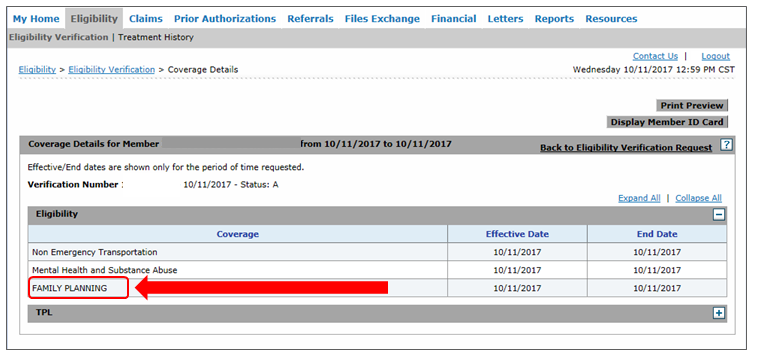 My Home Eligibility Claims Prior Authorizations Referrals Files Exchange Financial Letters Reports Resources
Eligibility Verification | Treatment History
Contact Us | Logout
Eligibility > Eligibility Verification > Coverage Details Wednesday 10/11/2017 12:59 PM CST
Print Preview
Display Member ID Card
Coverage Details for Member from 10/11/2017 to 10/11/2017 Back to Eligibility Verification Request ?
Effective/End dates are shown only for the period of time requested.
Verification Number : 10/11/2017 - Status: A
Expand All | Collapse All
Eligibility −
Coverage Effective Date End Date
Non Emergency Transportation 10/11/2017 10/11/2017
Mental Health and Substance Abuse 10/11/2017 10/11/2017
FAMILY PLANNING 10/11/2017 10/11/2017
TPL +